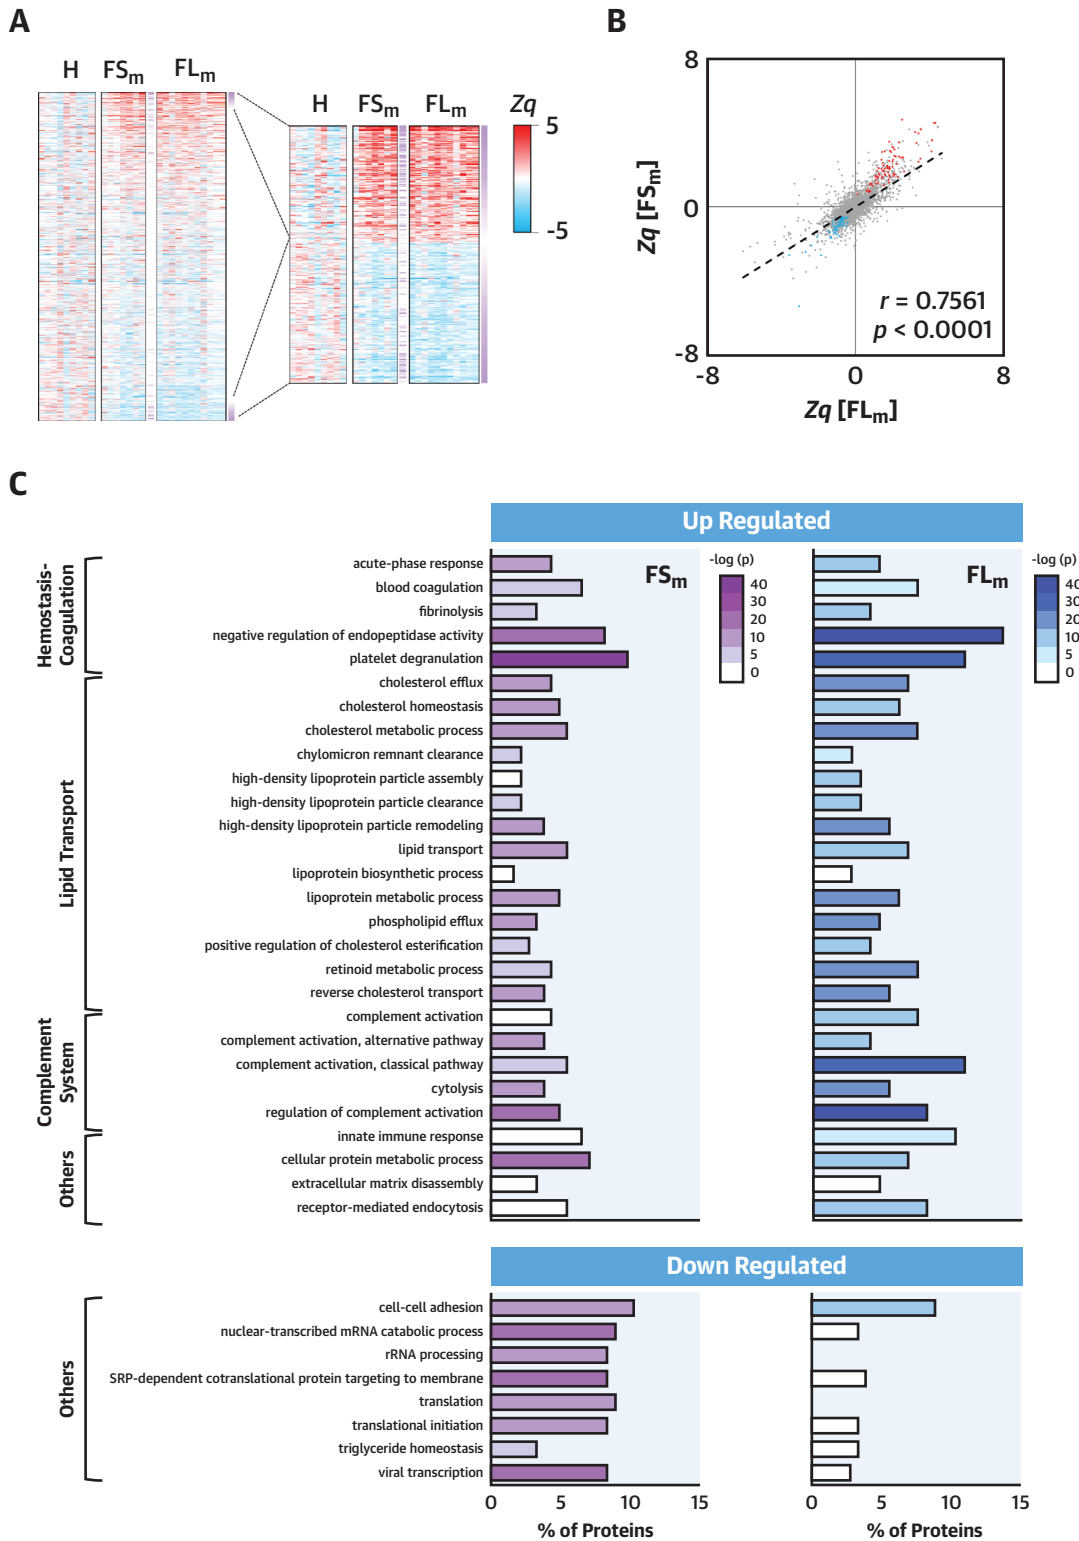 A
H FSm FLm
H FSm FLm Zq
5
-5
B
8
0
-8
-8 0 8
Zq [FSm]
Zq [FLm]
r = 0.7561
p < 0.0001
C
Up Regulated
FSm
-log (p)
40
30
20
10
5
0
FLm
-log (p)
40
30
20
10
5
0
Hemostasis-
Coagulation
acute-phase response
blood coagulation
fibrinolysis
negative regulation of endopeptidase activity
platelet degranulation
Lipid Transport
cholesterol efflux
cholesterol homeostasis
cholesterol metabolic process
chylomicron remnant clearance
high-density lipoprotein particle assembly
high-density lipoprotein particle clearance
high-density lipoprotein particle remodeling
lipid transport
lipoprotein biosynthetic process
lipoprotein metabolic process
phospholipid efflux
positive regulation of cholesterol esterification
retinoid metabolic process
reverse cholesterol transport
Complement
System
complement activation
complement activation, alternative pathway
complement activation, classical pathway
cytolysis
regulation of complement activation
Others
innate immune response
cellular protein metabolic process
extracellular matrix disassembly
receptor-mediated endocytosis
Down Regulated
Others
cell-cell adhesion
nuclear-transcribed mRNA catabolic process
rRNA processing
SRP-dependent cotranslational protein targeting to membrane
translation
translational initiation
triglyceride homeostasis
viral transcription
0 5 10 15
% of Proteins
0 5 10 15
% of Proteins